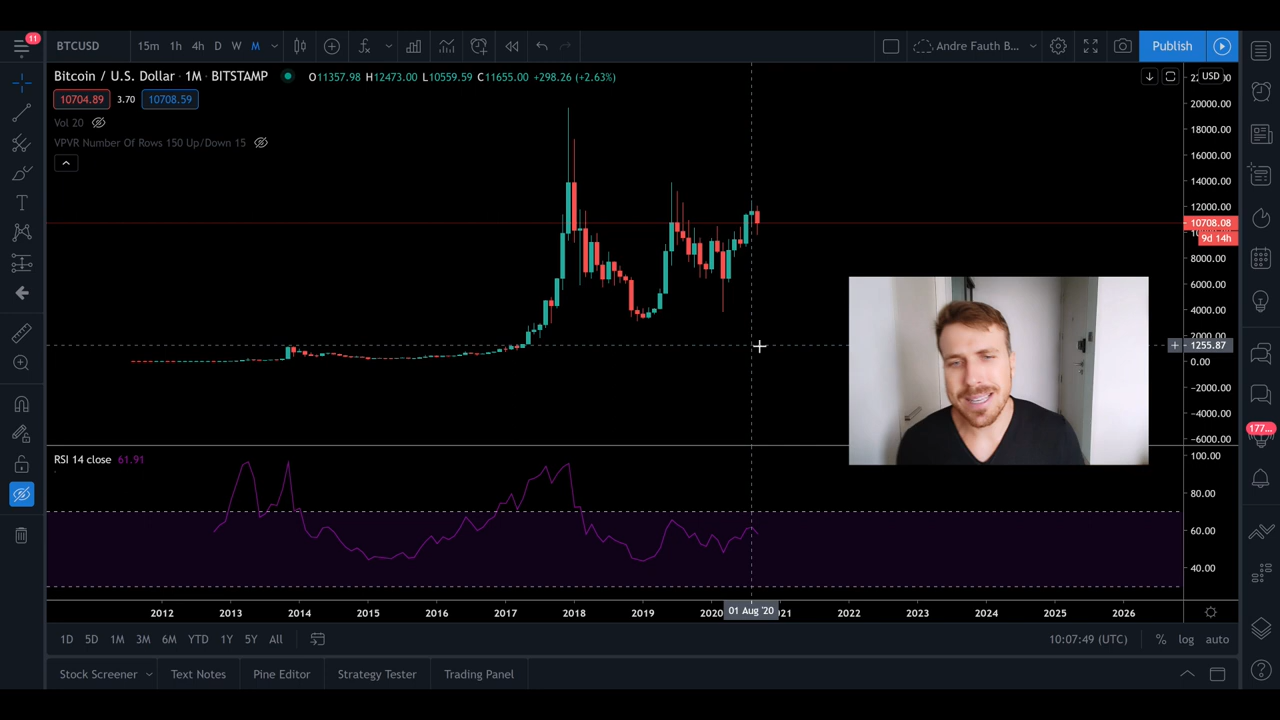 11
BTCUSD 15m 1h 4h D W M Andre Fauth B... Publish
Bitcoin / U.S. Dollar · 1M · BITSTAMP O11357.98 H12473.00 L10559.59 C11655.00 +298.26 (+2.63%)
USD
10704.89 3.70 10708.59
Vol 20
VPVR Number Of Rows 150 Up/Down 15
20000.00
18000.00
16000.00
14000.00
12000.00
10708.08
9d 14h
8000.00
6000.00
4000.00
2000.00
1255.87
0.00
-2000.00
-4000.00
-6000.00
177...
RSI 14 close 61.91
100.00
80.00
60.00
40.00
2012 2013 2014 2015 2016 2017 2018 2019 2020 01 Aug '20 2022 2023 2024 2025 2026
1D 5D 1M 3M 6M YTD 1Y 5Y All 10:07:49 (UTC) % log auto
Stock Screener Text Notes Pine Editor Strategy Tester Trading Panel